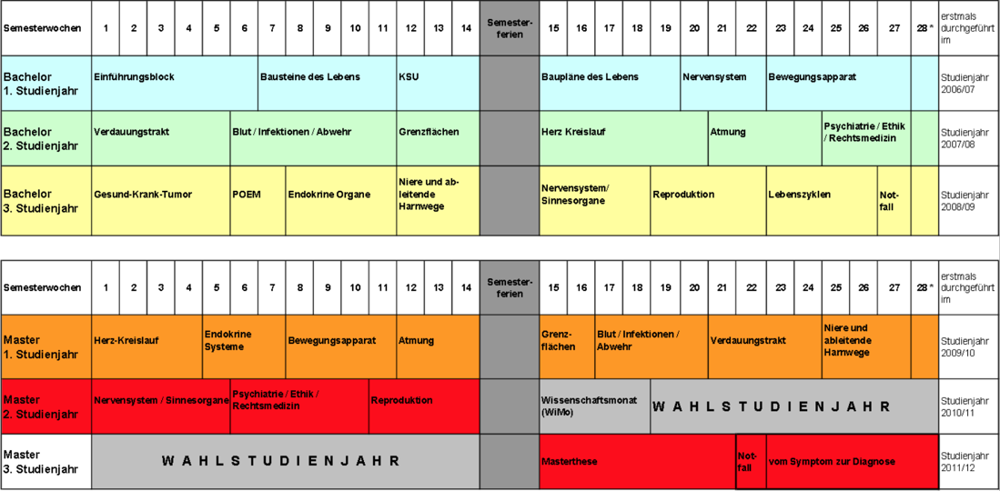 Semesterwochen 1 2 3 4 5 6 7 8 9 10 11 12 13 14 Semester-ferien 15 16 17 18 19 20 21 22 23 24 25 26 27 28 * erstmals durchgeführt im
Bachelor
1. Studienjahr
Einführungsblock
Bausteine des Lebens
KSU
Baupläne des Lebens
Nervensystem
Bewegungsapparat
Studienjahr
2006/07
Bachelor
2. Studienjahr
Verdauungstrakt
Blut / Infektionen / Abwehr
Grenzflächen
Herz Kreislauf
Atmung
Psychiatrie / Ethik
/ Rechtsmedizin
Studienjahr
2007/08
Bachelor
3. Studienjahr
Gesund-Krank-Tumor
POEM
Endokrine Organe
Niere und ab-
leitende
Harnwege
Nervensystem/
Sinnesorgane
Reproduktion
Lebenszyklen
Not-
fall
Studienjahr
2008/09
Semesterwochen 1 2 3 4 5 6 7 8 9 10 11 12 13 14 Semester-ferien 15 16 17 18 19 20 21 22 23 24 25 26 27 28 * erstmals durchgeführt im
Master
1. Studienjahr
Herz-Kreislauf
Endokrine
Systeme
Bewegungsapparat
Atmung
Grenz-
flächen
Blut / Infektionen /
Abwehr
Verdauungstrakt
Niere und
ableitende
Harnwege
Studienjahr
2009/10
Master
2. Studienjahr
Nervensystem / Sinnesorgane
Psychiatrie / Ethik /
Rechtsmedizin
Reproduktion
Wissenschaftsmonat
(WiMo)
WAHLSTUDIENJAHR
Studienjahr
2010/11
Master
3. Studienjahr
WAHLSTUDIENJAHR
Masterthese
Not-
fall
vom Symptom zur Diagnose
Studienjahr
2011/12